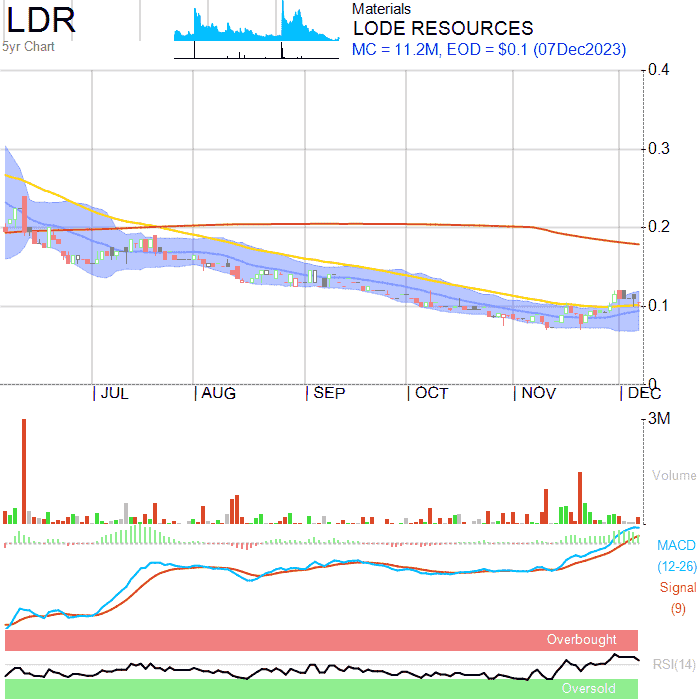 LDR
5yr Chart
Materials
LODE RESOURCES
MC = 11.2M, EOD = $0.1 (07Dec2023)
0.4
0.3
0.2
0.1
0
JUL AUG SEP OCT NOV DEC
3M
Volume
MACD
(12-26)
Signal
(9)
Overbought
RSI(14)
Oversold